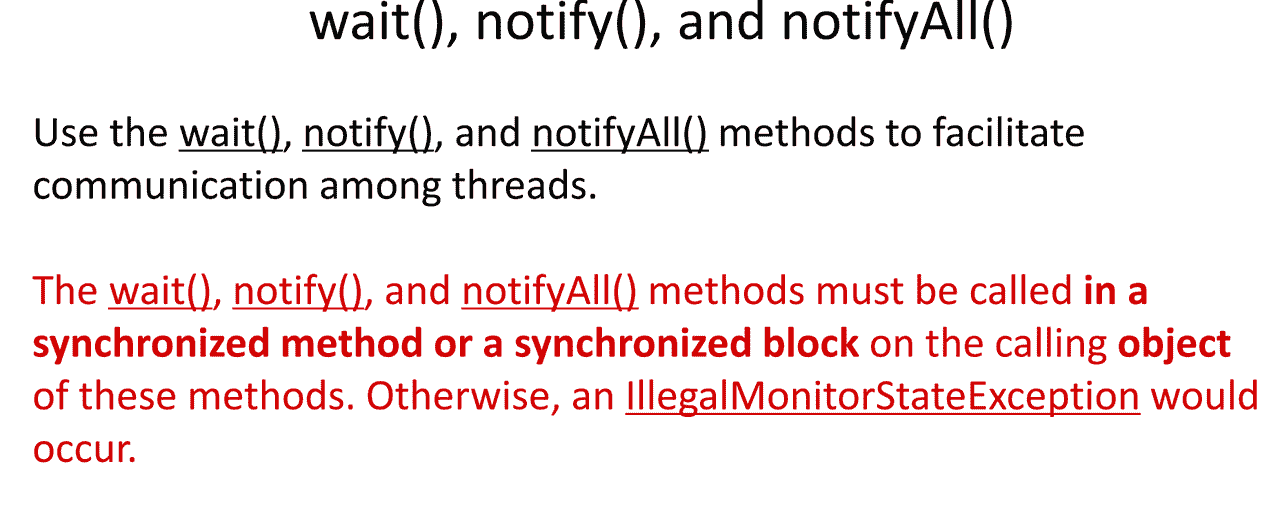 wait(), notify(), and notifyAll()
Use the wait(), notify(), and notifyAll() methods to facilitate
communication among threads.
The wait(), notify(), and notifyAll() methods must be called in a
synchronized method or a synchronized block on the calling object
of these methods. Otherwise, an IllegalMonitorStateException would
occur.